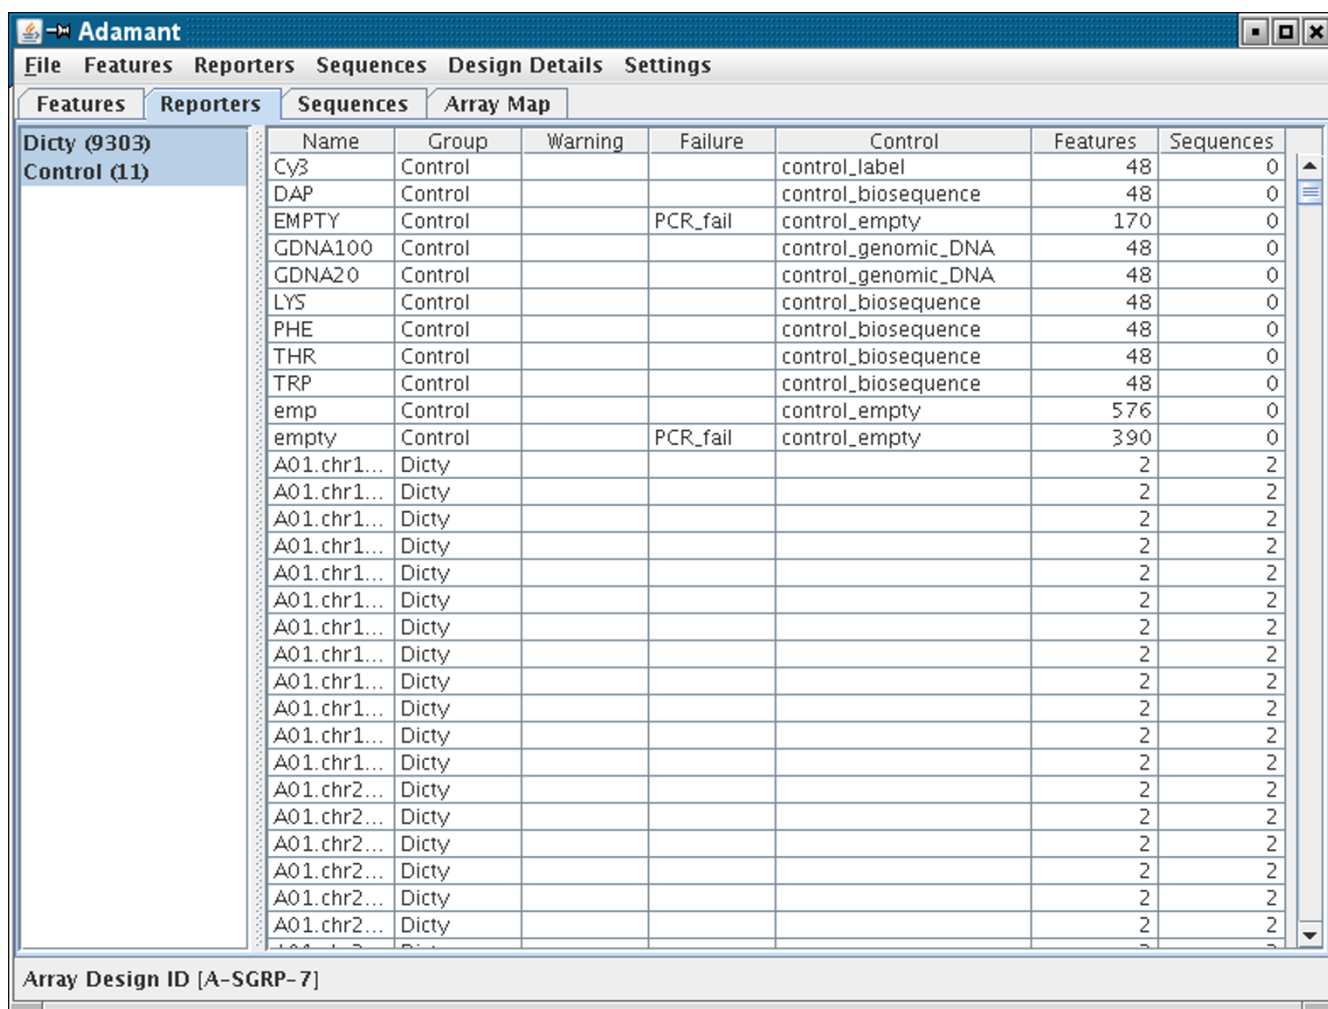 Adamant
File Features Reporters Sequences Design Details Settings
Features Reporters Sequences Array Map
Dicty (9303)
Control (11)
Name Group Warning Failure Control Features Sequences
Cy3 Control control_label 48 0
DAP Control control_biosequence 48 0
EMPTY Control PCR_fail control_empty 170 0
GDNA100 Control control_genomic_DNA 48 0
GDNA20 Control control_genomic_DNA 48 0
LYS Control control_biosequence 48 0
PHE Control control_biosequence 48 0
THR Control control_biosequence 48 0
TRP Control control_biosequence 48 0
emp Control control_empty 576 0
empty Control PCR_fail control_empty 390 0
A01.chr1... Dicty 2 2
A01.chr1... Dicty 2 2
A01.chr1... Dicty 2 2
A01.chr1... Dicty 2 2
A01.chr1... Dicty 2 2
A01.chr1... Dicty 2 2
A01.chr1... Dicty 2 2
A01.chr1... Dicty 2 2
A01.chr1... Dicty 2 2
A01.chr1... Dicty 2 2
A01.chr1... Dicty 2 2
A01.chr1... Dicty 2 2
A01.chr2... Dicty 2 2
A01.chr2... Dicty 2 2
A01.chr2... Dicty 2 2
A01.chr2... Dicty 2 2
A01.chr2... Dicty 2 2
A01.chr2... Dicty 2 2
Array Design ID [A-SGRP-7]